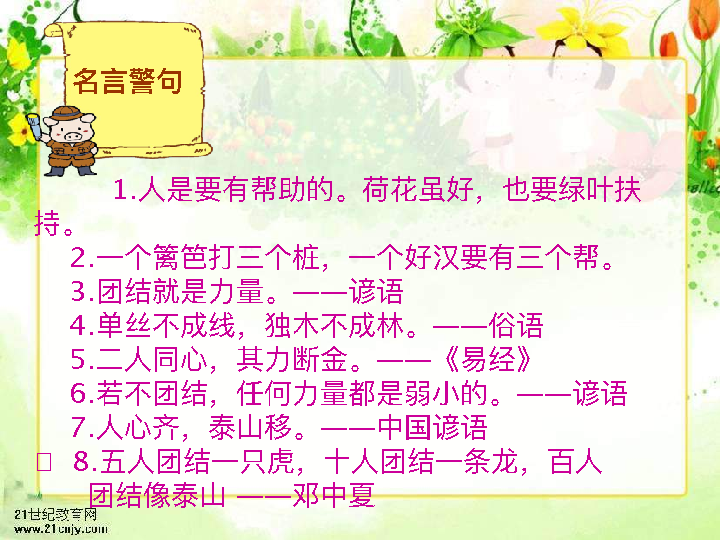 名言警句
1.人是要有帮助的。荷花虽好，也要绿叶扶
持。
2.一个篱笆打三个桩，一个好汉要有三个帮。
3.团结就是力量。——谚语
4.单丝不成线，独木不成林。——俗语
5.二人同心，其力断金。——《易经》
6.若不团结，任何力量都是弱小的。——谚语
7.人心齐，泰山移。——中国谚语
8.五人团结一只虎，十人团结一条龙，百人
团结像泰山 ——邓中夏
21世纪教育网
www.21cnjy.com